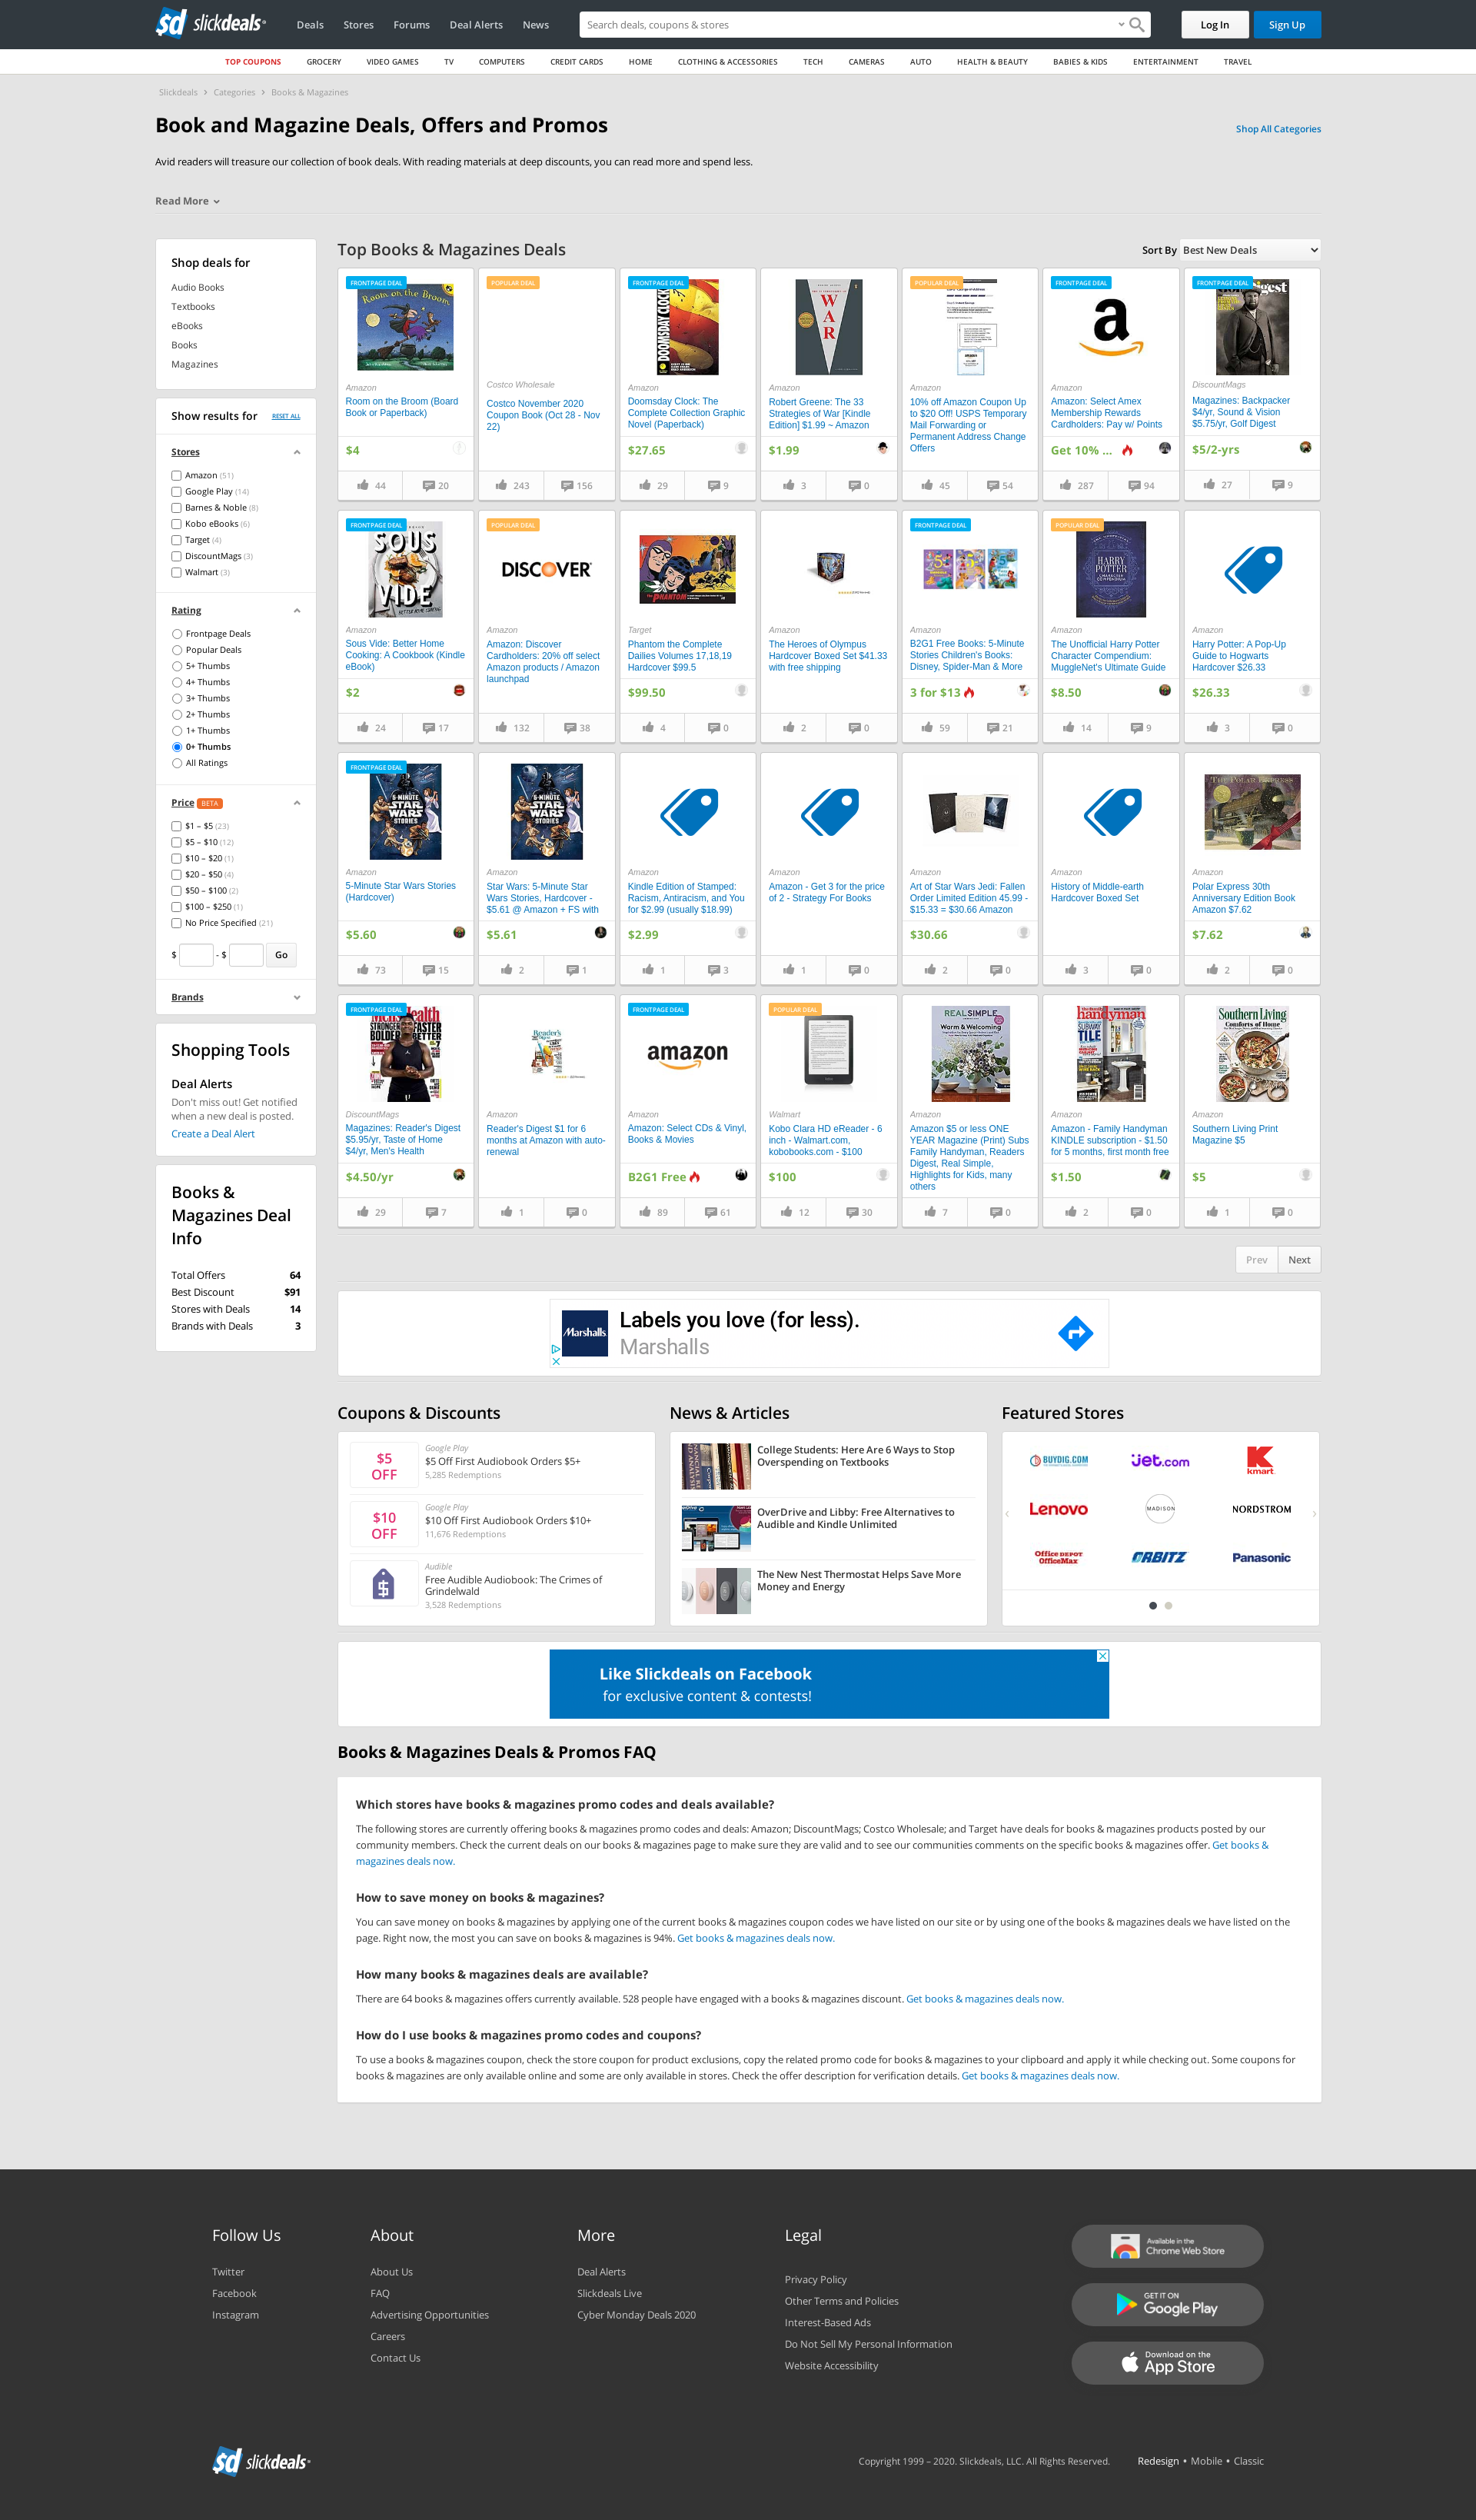 sd slickdeals
Deals
Stores
Forums
Deal Alerts
News
Search deals, coupons & stores
Log In
Sign Up
TOP COUPONS
GROCERY
VIDEO GAMES
TV
COMPUTERS
CREDIT CARDS
HOME
CLOTHING & ACCESSORIES
TECH
CAMERAS
AUTO
HEALTH & BEAUTY
BABIES & KIDS
ENTERTAINMENT
TRAVEL
Slickdeals > Categories > Books & Magazines
Book and Magazine Deals, Offers and Promos
Shop All Categories
Avid readers will treasure our collection of book deals. With reading materials at deep discounts, you can read more and spend less.
Read More
Shop deals for
Audio Books
Textbooks
eBooks
Books
Magazines
Show results for
RESET ALL
Stores
Amazon (51)
Google Play (14)
Barnes & Noble (8)
Kobo eBooks (6)
Target (4)
DiscountMags (3)
Walmart (3)
Rating
Frontpage Deals
Popular Deals
5+ Thumbs
4+ Thumbs
3+ Thumbs
2+ Thumbs
1+ Thumbs
0+ Thumbs
All Ratings
Price BETA
$1 – $5 (23)
$5 – $10 (12)
$10 – $20 (1)
$20 – $50 (4)
$50 – $100 (2)
$100 – $250 (1)
No Price Specified (21)
$ - $ Go
Brands
Shopping Tools
Deal Alerts
Don't miss out! Get notified
when a new deal is posted.
Create a Deal Alert
Books &
Magazines Deal
Info
Total Offers 64
Best Discount $91
Stores with Deals 14
Brands with Deals 3
Top Books & Magazines Deals
Sort By Best New Deals
FRONTPAGE DEAL
Room on the Broom
Amazon
Room on the Broom (Board
Book or Paperback)
$4
44 20
POPULAR DEAL
Costco Wholesale
Costco November 2020
Coupon Book (Oct 28 - Nov
22)
243 156
FRONTPAGE DEAL
DOOMSDAY CLOCK
Amazon
Doomsday Clock: The
Complete Collection Graphic
Novel (Paperback)
$27.65
29 9
WAR
Amazon
Robert Greene: The 33
Strategies of War [Kindle
Edition] $1.99 ~ Amazon
$1.99
3 0
POPULAR DEAL
Amazon
10% off Amazon Coupon Up
to $20 Off! USPS Temporary
Mail Forwarding or
Permanent Address Change
Offers
45 54
FRONTPAGE DEAL
a
Amazon
Amazon: Select Amex
Membership Rewards
Cardholders: Pay w/ Points
Get 10% ...
287 94
FRONTPAGE DEAL
DiscountMags
Magazines: Backpacker
$4/yr, Sound & Vision
$5.75/yr, Golf Digest
$5/2-yrs
27 9
FRONTPAGE DEAL
SOUS
VIDE
Amazon
Sous Vide: Better Home
Cooking: A Cookbook (Kindle
eBook)
$2
24 17
POPULAR DEAL
DISCOVER
Amazon
Amazon: Discover
Cardholders: 20% off select
Amazon products / Amazon
launchpad
132 38
The PHANTOM
Target
Phantom the Complete
Dailies Volumes 17,18,19
Hardcover $99.5
$99.50
4 0
Amazon
The Heroes of Olympus
Hardcover Boxed Set $41.33
with free shipping
2 0
FRONTPAGE DEAL
Amazon
B2G1 Free Books: 5-Minute
Stories Children's Books:
Disney, Spider-Man & More
3 for $13
59 21
POPULAR DEAL
HARRY
POTTER
Amazon
The Unofficial Harry Potter
Character Compendium:
MuggleNet's Ultimate Guide
$8.50
14 9
Amazon
Harry Potter: A Pop-Up
Guide to Hogwarts
Hardcover $26.33
$26.33
3 0
FRONTPAGE DEAL
5-MINUTE
STAR WARS
STORIES
Amazon
5-Minute Star Wars Stories
(Hardcover)
$5.60
73 15
5-MINUTE
STAR WARS
STORIES
Amazon
Star Wars: 5-Minute Star
Wars Stories, Hardcover -
$5.61 @ Amazon + FS with
$5.61
2 1
Amazon
Kindle Edition of Stamped:
Racism, Antiracism, and You
for $2.99 (usually $18.99)
$2.99
1 3
Amazon
Amazon - Get 3 for the price
of 2 - Strategy For Books
1 0
Amazon
Art of Star Wars Jedi: Fallen
Order Limited Edition 45.99 -
$15.33 = $30.66 Amazon
$30.66
2 0
Amazon
History of Middle-earth
Hardcover Boxed Set
3 0
THE POLAR EXPRESS
Amazon
Polar Express 30th
Anniversary Edition Book
Amazon $7.62
$7.62
2 0
FRONTPAGE DEAL
DiscountMags
Magazines: Reader's Digest
$5.95/yr, Taste of Home
$4/yr, Men's Health
$4.50/yr
29 7
Reader's
Digest
Amazon
Reader's Digest $1 for 6
months at Amazon with auto-
renewal
1 0
FRONTPAGE DEAL
amazon
Amazon
Amazon: Select CDs & Vinyl,
Books & Movies
B2G1 Free
89 61
POPULAR DEAL
Walmart
Kobo Clara HD eReader - 6
inch - Walmart.com,
kobobooks.com - $100
$100
12 30
REAL SIMPLE
Warm & Welcoming
Amazon
Amazon $5 or less ONE
YEAR Magazine (Print) Subs
Family Handyman, Readers
Digest, Real Simple,
Highlights for Kids, many
others
7 0
handyman
SUBWAY
TILE
Amazon
Amazon - Family Handyman
KINDLE subscription - $1.50
for 5 months, first month free
$1.50
2 0
Southern Living
Comforts of Home
Amazon
Southern Living Print
Magazine $5
$5
1 0
Prev Next
Marshalls
Labels you love (for less).
Marshalls
Coupons & Discounts
$5
OFF
Google Play
$5 Off First Audiobook Orders $5+
5,285 Redemptions
$10
OFF
Google Play
$10 Off First Audiobook Orders $10+
11,676 Redemptions
Audible
Free Audible Audiobook: The Crimes of
Grindelwald
3,528 Redemptions
News & Articles
College Students: Here Are 6 Ways to Stop
Overspending on Textbooks
OverDrive and Libby: Free Alternatives to
Audible and Kindle Unlimited
The New Nest Thermostat Helps Save More
Money and Energy
Featured Stores
BUYDIG.COM
jet.com
kmart
Lenovo
MADISON
NORDSTROM
Office DEPOT
OfficeMax
ORBITZ
Panasonic
Like Slickdeals on Facebook
for exclusive content & contests!
Books & Magazines Deals & Promos FAQ
Which stores have books & magazines promo codes and deals available?
The following stores are currently offering books & magazines promo codes and deals: Amazon; DiscountMags; Costco Wholesale; and Target have deals for books & magazines products posted by our
community members. Check the current deals on our books & magazines page to make sure they are valid and to see our communities comments on the specific books & magazines offer. Get books &
magazines deals now.
How to save money on books & magazines?
You can save money on books & magazines by applying one of the current books & magazines coupon codes we have listed on our site or by using one of the books & magazines deals we have listed on the
page. Right now, the most you can save on books & magazines is 94%. Get books & magazines deals now.
How many books & magazines deals are available?
There are 64 books & magazines offers currently available. 528 people have engaged with a books & magazines discount. Get books & magazines deals now.
How do I use books & magazines promo codes and coupons?
To use a books & magazines coupon, check the store coupon for product exclusions, copy the related promo code for books & magazines to your clipboard and apply it while checking out. Some coupons for
books & magazines are only available online and some are only available in stores. Check the offer description for verification details. Get books & magazines deals now.
Follow Us
Twitter
Facebook
Instagram
About
About Us
FAQ
Advertising Opportunities
Careers
Contact Us
More
Deal Alerts
Slickdeals Live
Cyber Monday Deals 2020
Legal
Privacy Policy
Other Terms and Policies
Interest-Based Ads
Do Not Sell My Personal Information
Website Accessibility
Available in the
Chrome Web Store
GET IT ON
Google Play
Download on the
App Store
sd slickdeals
Copyright 1999 – 2020. Slickdeals, LLC. All Rights Reserved.
Redesign • Mobile • Classic